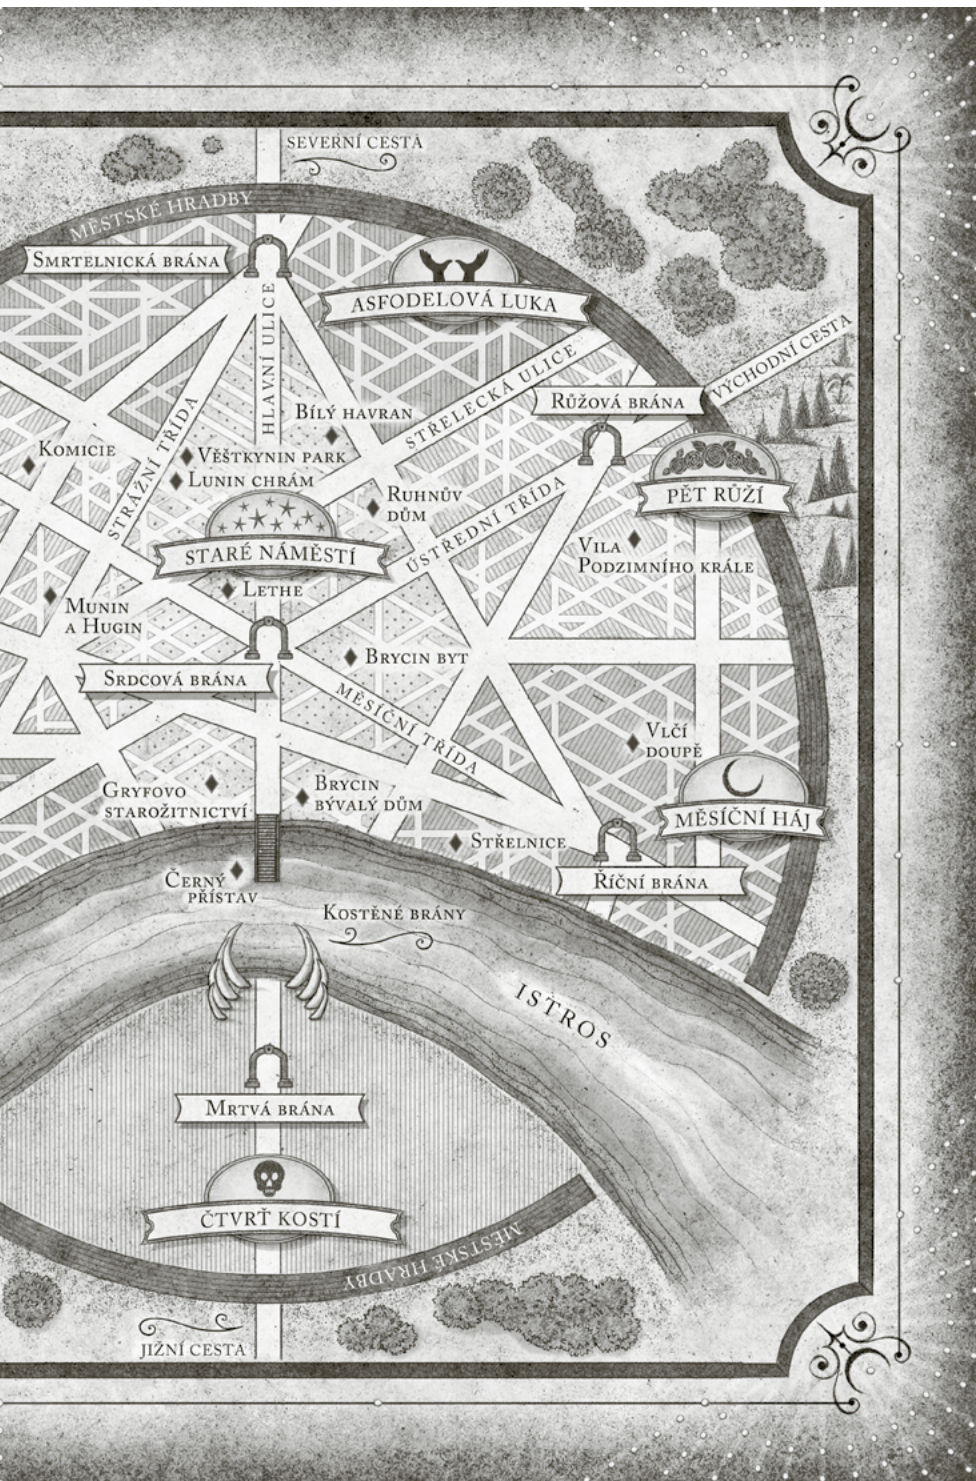 SEVERNÍ CESTA
MĚSTSKÉ HRADBY
SMRTELNICKÁ BRÁNA
ASFODELOVÁ LUKA
HLAVNÍ ULICE
STŘELECKÁ ULICE
VÝCHODNÍ CESTA
RŮŽOVÁ BRÁNA
STRÁŽNÍ TŘÍDA
BÍLÝ HAVRAN
KOMICIE
VĚŠTKYNIN PARK
LUNIN CHRÁM
RUHNŮV
DŮM
PĚT RŮŽÍ
ÚSTŘEDNÍ TŘÍDA
STARÉ NÁMĚSTÍ
VILA
PODZIMNÍHO KRÁLE
LETHE
MUNIN
A HUGIN
BRYCIN BYT
SRDCOVÁ BRÁNA
MĚSÍČNÍ TŘÍDA
VLČÍ
DOUPĚ
GRYFOVO
STAROŽITNICTVÍ
BRYCIN
BÝVALÝ DŮM
MĚSÍČNÍ HÁJ
STŘELNICE
ČERNÝ
PŘÍSTAV
ŘÍČNÍ BRÁNA
KOSTĚNÉ BRÁNY
ISTROS
MRTVÁ BRÁNA
ČTVRŤ KOSTÍ
MĚSTSKÉ HRADBY
JIŽNÍ CESTA